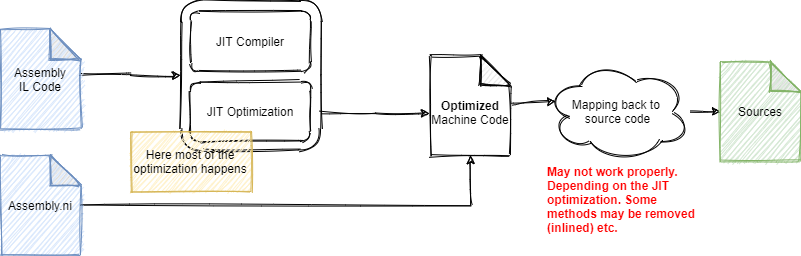 Assembly
IL Code
JIT Compiler
JIT Optimization
Here most of the
optimization happens
Assembly.ni
Optimized
Machine Code
Mapping back to
source code
May not work properly.
Depending on the JIT
optimization. Some
methods may be removed
(inlined) etc.
Sources